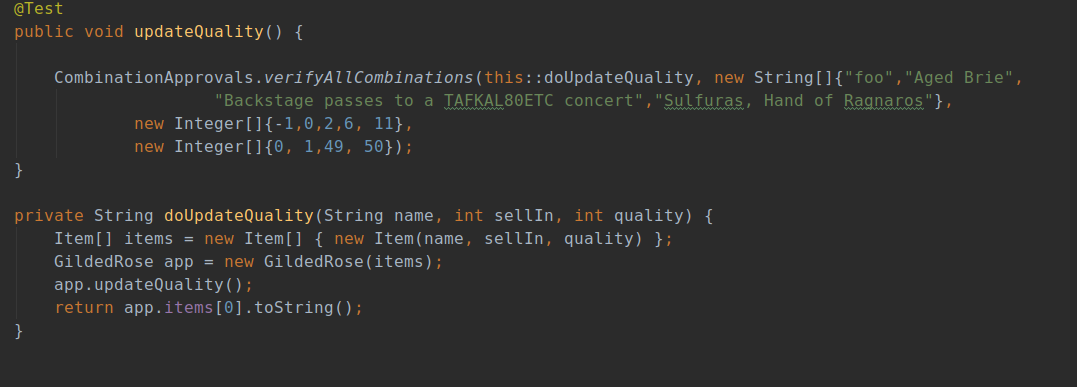 @Test
public void updateQuality() {
CombinationApprovals.verifyAllCombinations(this::doUpdateQuality, new String[]{"foo","Aged Brie",
"Backstage passes to a TAFKAL80ETC concert","Sulfuras, Hand of Ragnaros"},
new Integer[]{-1,0,2,6, 11},
new Integer[]{0, 1,49, 50});
}
private String doUpdateQuality(String name, int sellIn, int quality) {
Item[] items = new Item[] { new Item(name, sellIn, quality) };
GildedRose app = new GildedRose(items);
app.updateQuality();
return app.items[0].toString();
}